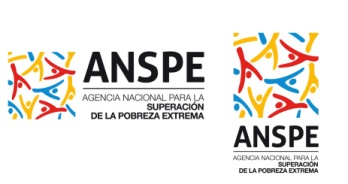 ANSPE
AGENCIA NACIONAL PARA LA
SUPERACIÓN
DE LA POBREZA EXTREMA
ANSPE
AGENCIA NACIONAL PARA LA
SUPERACIÓN
DE LA POBREZA EXTREMA